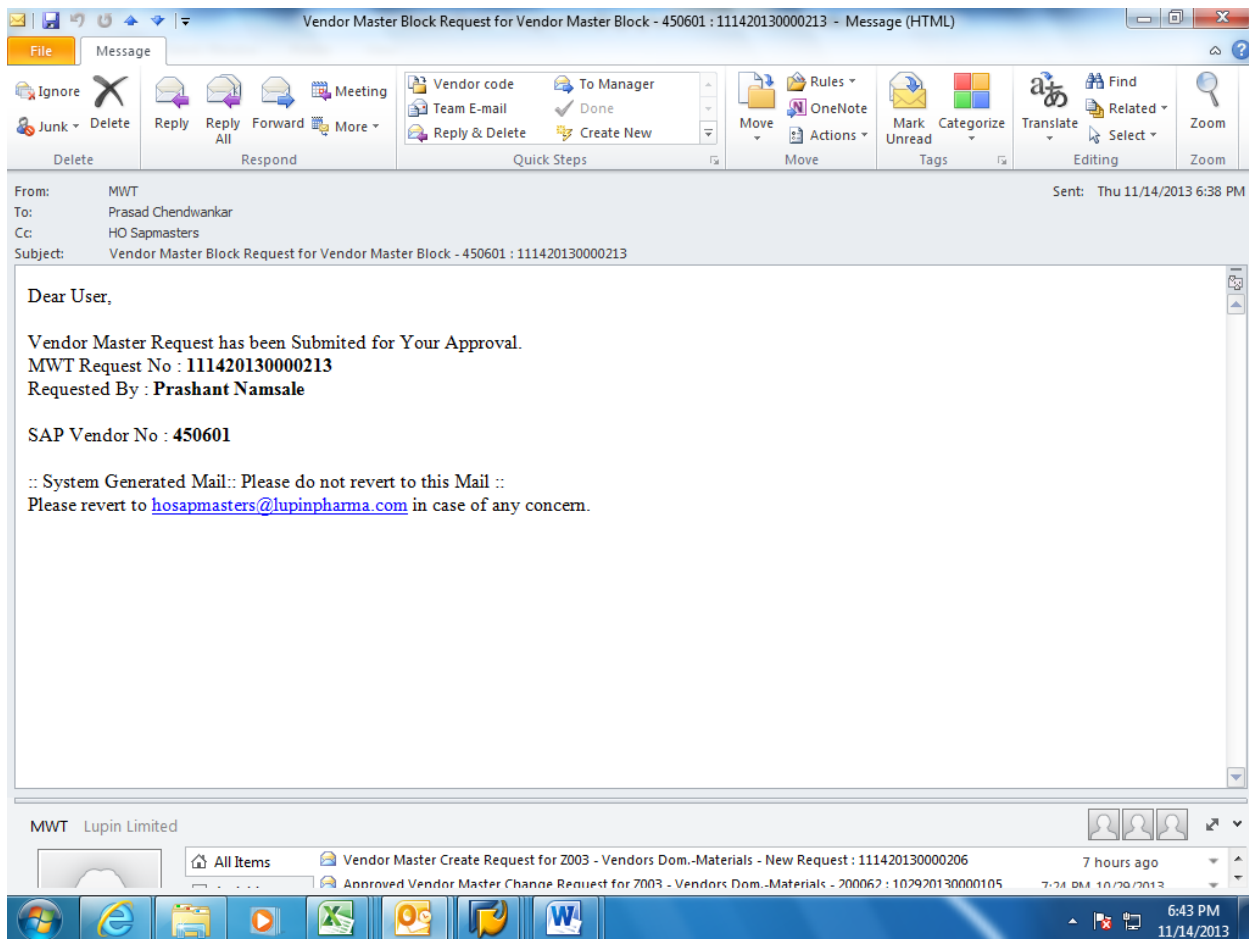 Vendor Master Block Request for Vendor Master Block - 450601 : 111420130000213 - Message (HTML)
File Message
Ignore
Junk
Delete
Delete
Reply
Reply All
Forward
Meeting
More
Respond
Vendor code
Team E-mail
Reply & Delete
To Manager
Done
Create New
Quick Steps
Move
Rules
OneNote
Actions
Move
Mark Unread
Categorize
Tags
Translate
Find
Related
Select
Editing
Zoom
Zoom
From: MWT
Sent: Thu 11/14/2013 6:38 PM
To: Prasad Chendwankar
Cc: HO Sapmasters
Subject: Vendor Master Block Request for Vendor Master Block - 450601 : 111420130000213
Dear User,
Vendor Master Request has been Submited for Your Approval.
MWT Request No : 111420130000213
Requested By : Prashant Namsale
SAP Vendor No : 450601
:: System Generated Mail:: Please do not revert to this Mail ::
Please revert to hosapmasters@lupinpharma.com in case of any concern.
MWT Lupin Limited
All Items
Vendor Master Create Request for Z003 - Vendors Dom.-Materials - New Request : 111420130000206 7 hours ago
Approved Vendor Master Change Request for Z003 - Vendors Dom.-Materials - 200062 : 102920130000105 7:24 PM 10/29/2013
6:43 PM
11/14/2013